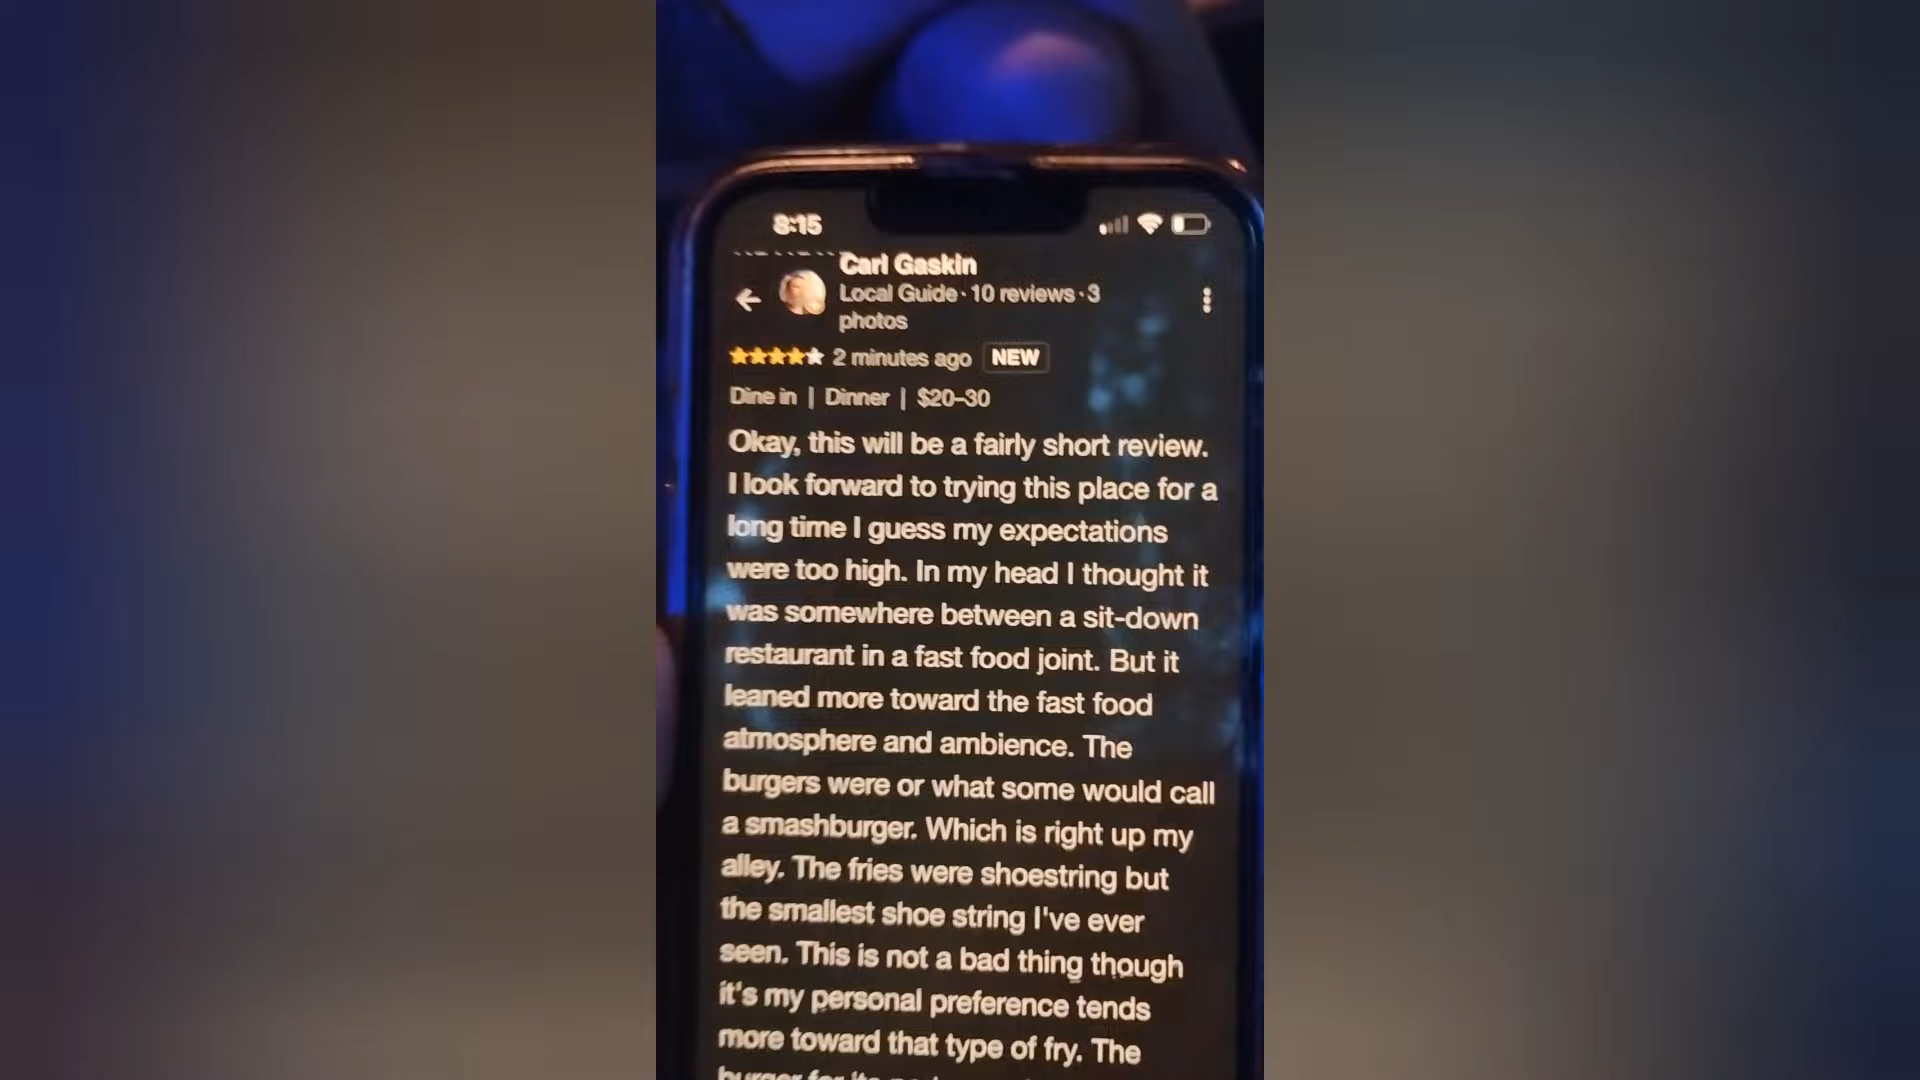 8:15
Carl Gaskin
Local Guide · 10 reviews · 3
photos
2 minutes ago NEW
Dine in | Dinner | $20–30
Okay, this will be a fairly short review.
I look forward to trying this place for a
long time I guess my expectations
were too high. In my head I thought it
was somewhere between a sit-down
restaurant in a fast food joint. But it
leaned more toward the fast food
atmosphere and ambience. The
burgers were or what some would call
a smashburger. Which is right up my
alley. The fries were shoestring but
the smallest shoe string I've ever
seen. This is not a bad thing though
it's my personal preference tends
more toward that type of fry. The
burger for its